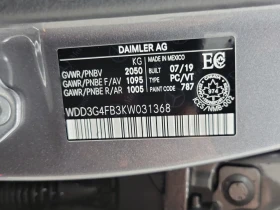 DAIMLER AG
KG MADE IN MEXICO
GVWR/PNBV 2050 BUILT 07/19
GAWR/PNBE F/AV 1095 TYPE PC/VT
GAWR/PNBE R/AR 1005 PAINT 787
WDD3G4FB3KW031368